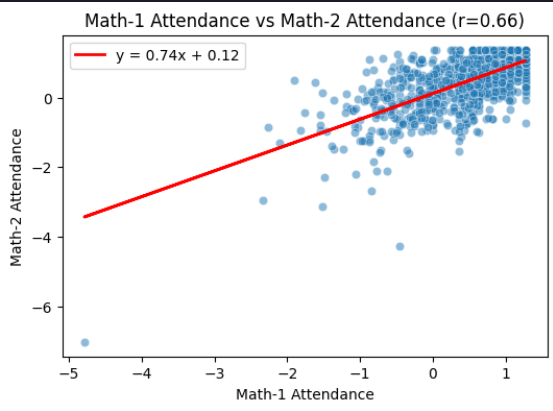 Math-1 Attendance vs Math-2 Attendance (r=0.66)
y = 0.74x + 0.12
Math-2 Attendance
0
−2
−4
−6
−5
−4
−3
−2
−1
0
1
Math-1 Attendance